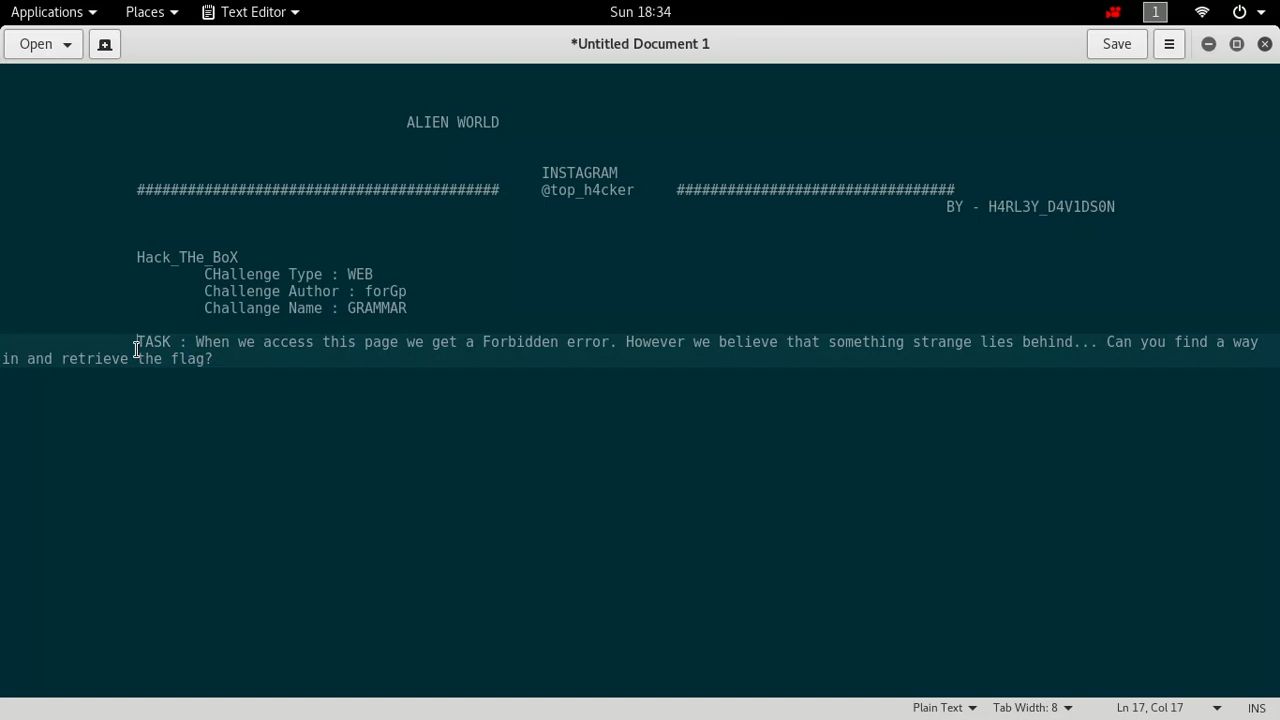 Applications Places Text Editor Sun 18:34 1
Open *Untitled Document 1 Save
ALIEN WORLD
INSTAGRAM
########################################### @top_h4cker #################################
BY - H4RL3Y_D4V1DS0N
Hack_THe_BoX
CHallenge Type : WEB
Challenge Author : forGp
Challange Name : GRAMMAR
TASK : When we access this page we get a Forbidden error. However we believe that something strange lies behind... Can you find a way
in and retrieve the flag?
Plain Text Tab Width: 8 Ln 17, Col 17 INS